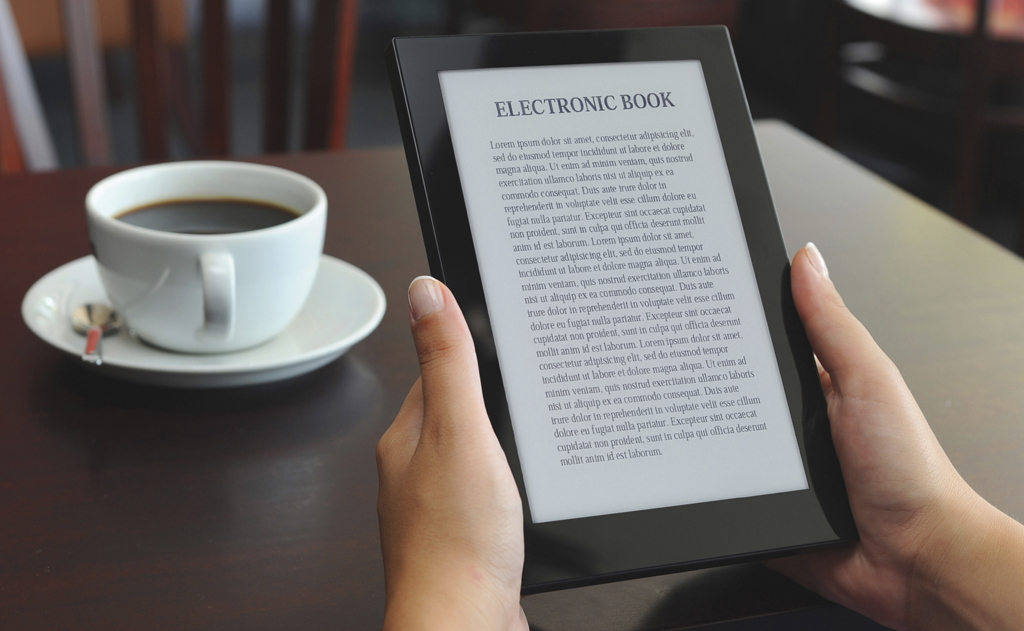 ELECTRONIC BOOK
Lorem ipsum dolor sit amet, consectetur adipisicing elit,
sed do eiusmod tempor incididunt ut labore et dolore
magna aliqua. Ut enim ad minim veniam, quis nostrud
exercitation ullamco laboris nisi ut aliquip ex ea
commodo consequat. Duis aute irure dolor in
reprehenderit in voluptate velit esse cillum dolore eu
fugiat nulla pariatur. Excepteur sint occaecat cupidatat
non proident, sunt in culpa qui officia deserunt mollit
anim id est laborum. Lorem ipsum dolor sit amet,
consectetur adipisicing elit, sed do eiusmod tempor
incididunt ut labore et dolore magna aliqua. Ut enim ad
minim veniam, quis nostrud exercitation ullamco laboris
nisi ut aliquip ex ea commodo consequat. Duis aute irure
dolor in reprehenderit in voluptate velit esse cillum
dolore eu fugiat nulla pariatur. Excepteur sint occaecat
cupidatat non proident, sunt in culpa qui officia deserunt
mollit anim id est laborum. Lorem ipsum dolor sit amet,
consectetur adipisicing elit, sed do eiusmod tempor
incididunt ut labore et dolore magna aliqua. Ut enim ad
minim veniam, quis nostrud exercitation ullamco laboris
nisi ut aliquip ex ea commodo consequat. Duis aute irure
dolor in reprehenderit in voluptate velit esse cillum
dolore eu fugiat nulla pariatur. Excepteur sint occaecat
cupidatat non proident, sunt in culpa qui officia deserunt
mollit anim id est laborum.